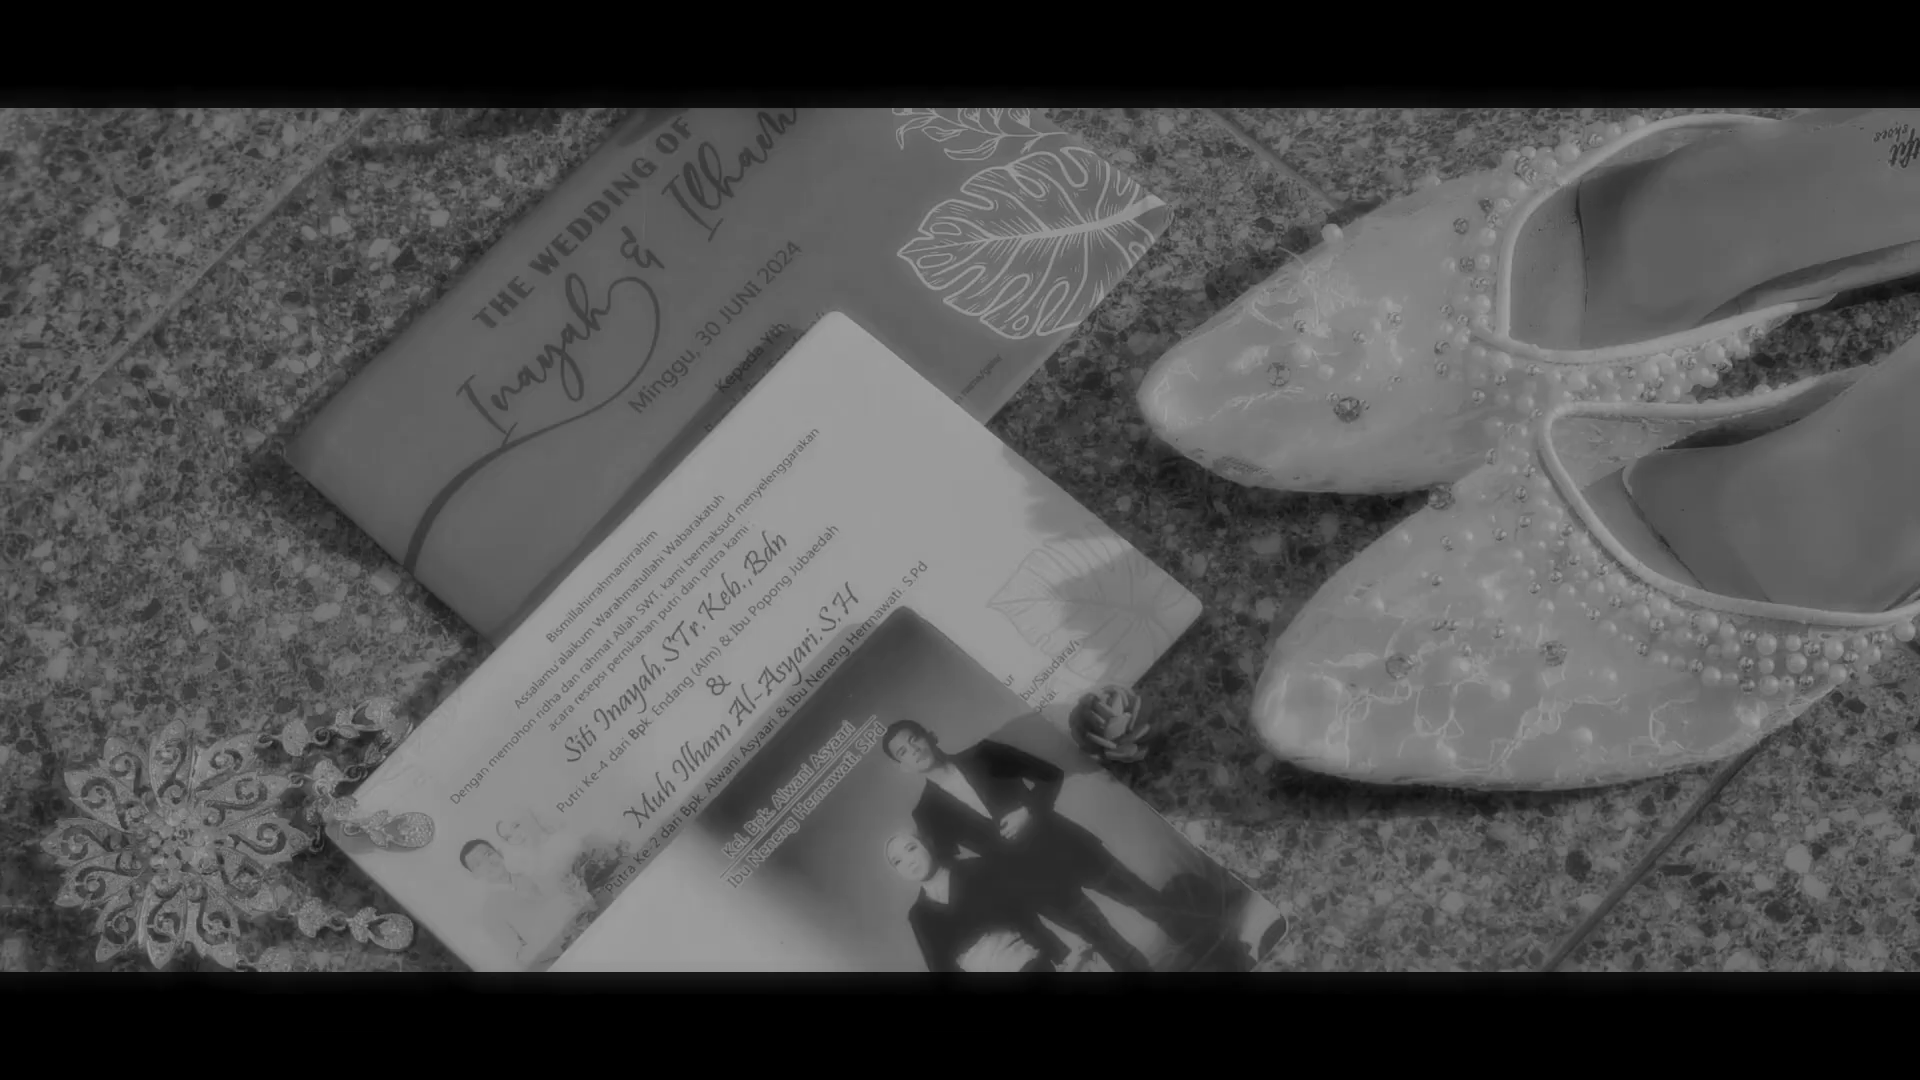 THE WEDDING OF
Inayah & Ilham
Minggu, 30 JUNI 2024
Kepada
Bismillahirrahmanirrahim
Assalamu'alaikum Warahmatullahi Wabarakatuh
Dengan memohon ridha dan rahmat Allah SWT, kami bermaksud menyelenggarakan
acara resepsi pernikahan putri dan putra kami :
Siti Inayah. STr. Keb., Bdn
Putri Ke-4 dari Bpk. Endang (Alm) & Ibu Popong Jubaedah
&
Muh Ilham Al-Asyari. S.H
Putra Ke-2 dari Bpk. Alwani Asyaari & Ibu Neneng Hermawati. S.Pd
Kel. Bpk. Alwani Asyaari
Ibu Neneng Hermawati. S.Pd
shoes